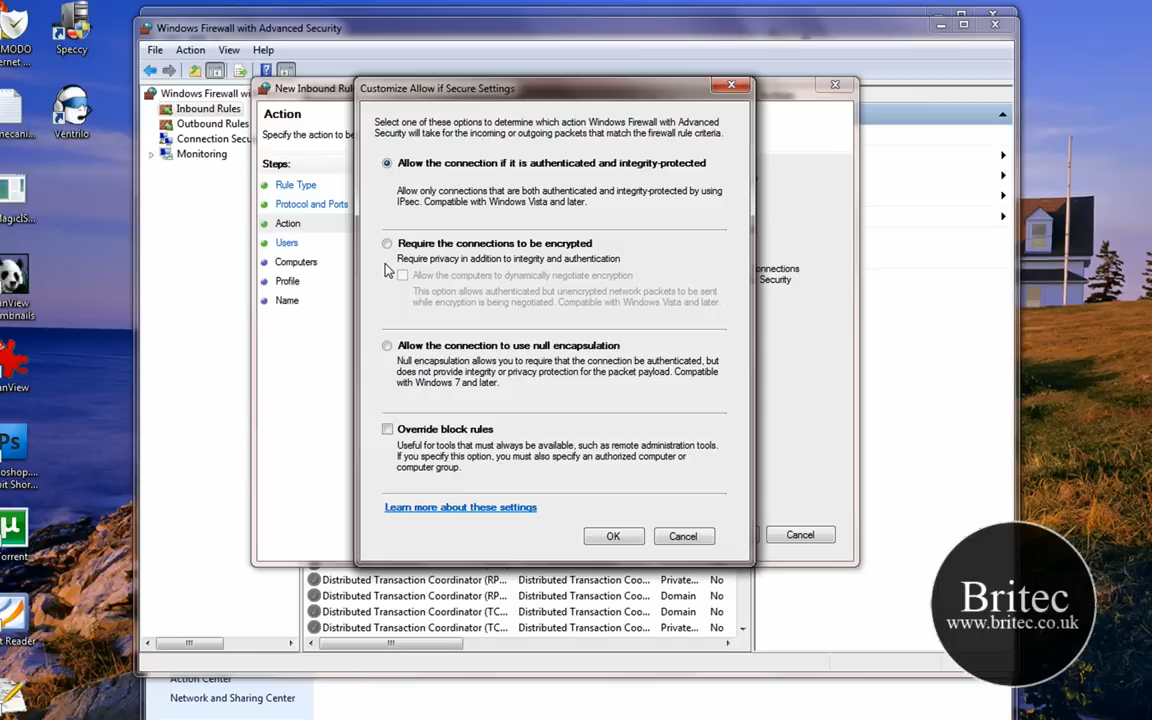 MODO
ernet ...
Speccy
mecani...
Ventrilo
MagicIS...
anView
umbnails
anView
Ps
oshop....
bit Shor...
Torrent
t Reader
Windows Firewall with Advanced Security
File Action View Help
Windows Firewall wi
Inbound Rules
Outbound Rules
Connection Secu
Monitoring
New Inbound Rul
Action
Specify the action to be
Steps:
Rule Type
Protocol and Ports
Action
Users
Computers
Profile
Name
Customize Allow if Secure Settings
Select one of these options to determine which action Windows Firewall with Advanced
Security will take for the incoming or outgoing packets that match the firewall rule criteria.
Allow the connection if it is authenticated and integrity-protected
Allow only connections that are both authenticated and integrity-protected by using
IPsec. Compatible with Windows Vista and later.
Require the connections to be encrypted
Require privacy in addition to integrity and authentication
Allow the computers to dynamically negotiate encryption
This option allows authenticated but unencrypted network packets to be sent
while encryption is being negotiated. Compatible with Windows Vista and later.
Allow the connection to use null encapsulation
Null encapsulation allows you to require that the connection be authenticated, but
does not provide integrity or privacy protection for the packet payload. Compatible
with Windows 7 and later.
Override block rules
Useful for tools that must always be available, such as remote administration tools.
If you specify this option, you must also specify an authorized computer or
computer group.
Learn more about these settings
OK Cancel
onnections
Security
Cancel
Distributed Transaction Coordinator (RP... Distributed Transaction Coo... Private... No
Distributed Transaction Coordinator (RP... Distributed Transaction Coo... Domain No
Distributed Transaction Coordinator (TC... Distributed Transaction Coo... Domain No
Distributed Transaction Coordinator (TC... Distributed Transaction Coo... Private... No
Action Center
Network and Sharing Center
Britec
www.britec.co.uk